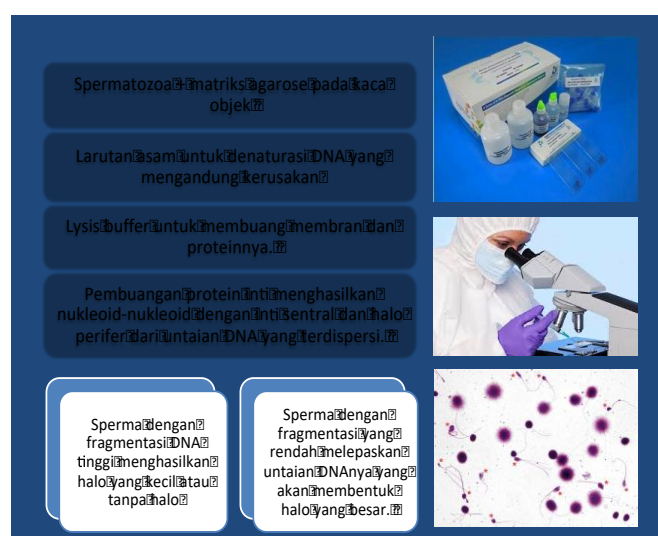 Spermatozoa + matriks agarose pada kaca
objek.
Larutan asam untuk denaturasi DNA yang
mengandung kerusakan
Lysis buffer untuk membuang membran dan
proteinnya.
Pembuangan protein inti menghasilkan
nukleoid-nukleoid dengan inti sentral dan halo
perifer dari untaian DNA yang terdispersi.
Sperma dengan
fragmentasi DNA
tinggi menghasilkan
halo yang kecil atau
tanpa halo
Sperma dengan
fragmentasi yang
rendah melepaskan
untaian DNAnya yang
akan membentuk
halo yang besar.